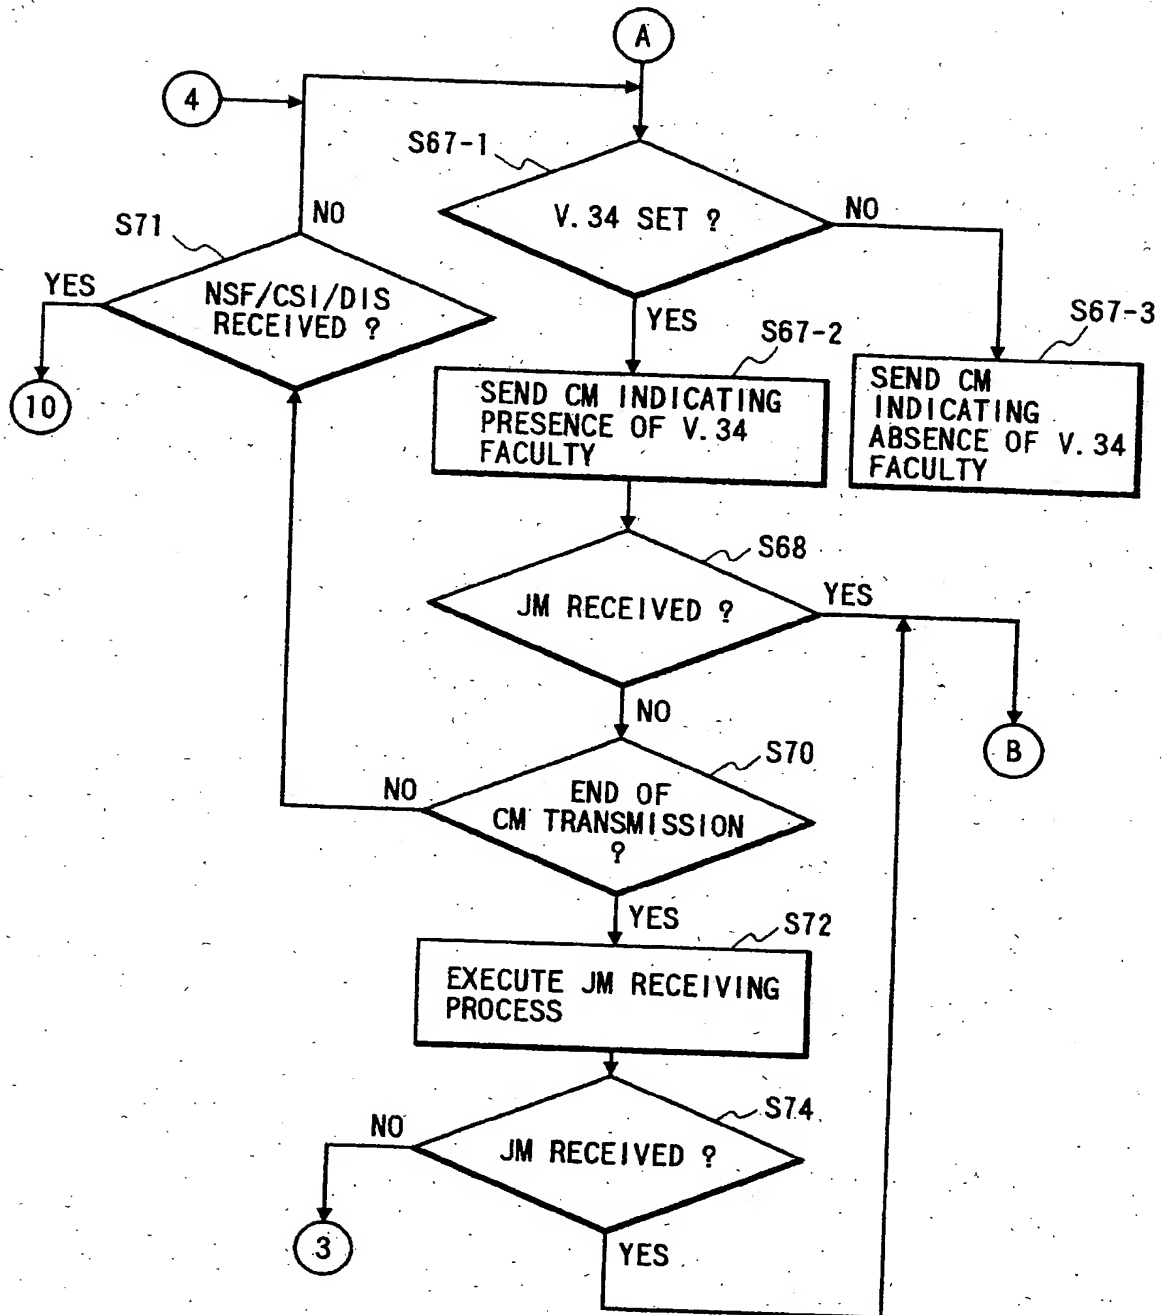 A
4
S67-1
V.34 SET ?
NO
S71
NO
YES
NSF/CSI/DIS
RECEIVED ?
10
YES
S67-2
SEND CM INDICATING
PRESENCE OF V.34
FACULTY
S67-3
SEND CM
INDICATING
ABSENCE OF V.34
FACULTY
S68
JM RECEIVED ?
YES
B
NO
S70
END OF
CM TRANSMISSION
?
NO
YES
S72
EXECUTE JM RECEIVING
PROCESS
S74
JM RECEIVED ?
NO
3
YES